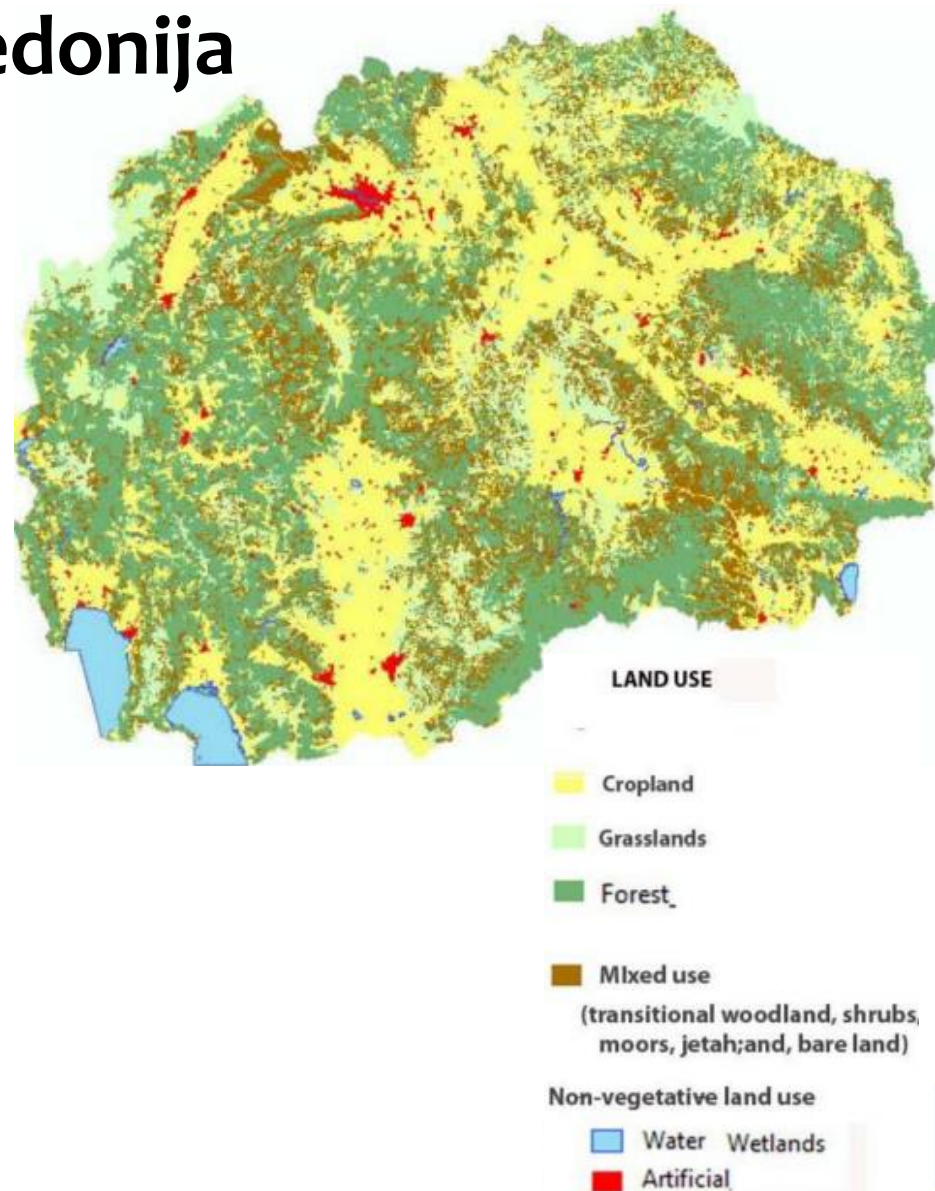 edonija
LAND USE
Cropland
Grasslands
Forest
MIxed use
(transitional woodland, shrubs,
moors, jetah;and, bare land)
Non-vegetative land use
Water Wetlands
Artificial